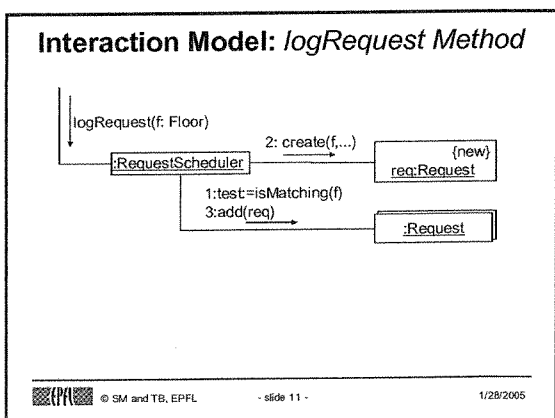 Interaction Model: logRequest Method
logRequest(f: Floor)
2: create(f,...)
{new}
:RequestScheduler
req:Request
1:test:=isMatching(f)
3:add(req)
:Request
EPFL © SM and TB, EPFL - slide 11 - 1/28/2005